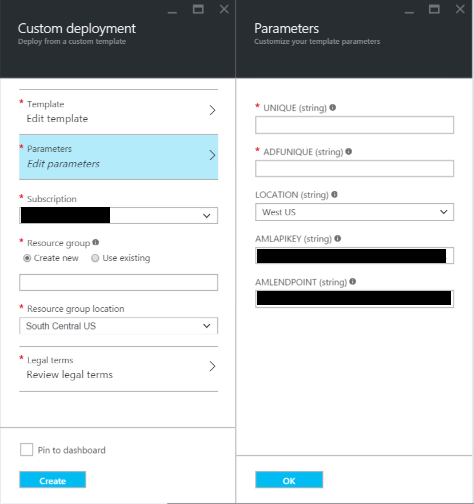 Custom deployment
Deploy from a custom template
* Template
Edit template
* Parameters
Edit parameters
* Subscription
* Resource group
Create new Use existing
* Resource group location
South Central US
* Legal terms
Review legal terms
Pin to dashboard
Create
Parameters
Customize your template parameters
* UNIQUE (string)
* ADFUNIQUE (string)
LOCATION (string)
West US
AMLAPIKEY (string)
AMLENDPOINT (string)
OK